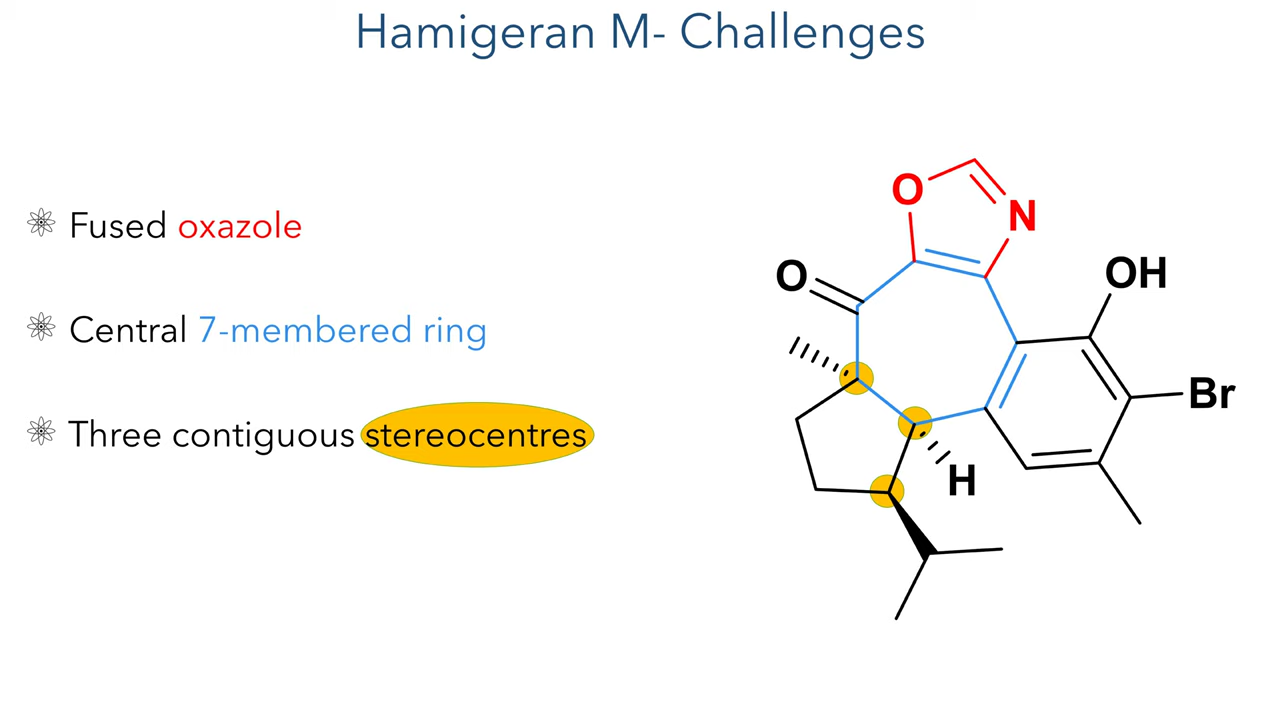 Hamigeran M- Challenges
Fused oxazole
Central 7-membered ring
Three contiguous stereocentres
O
N
O
OH
Br
H